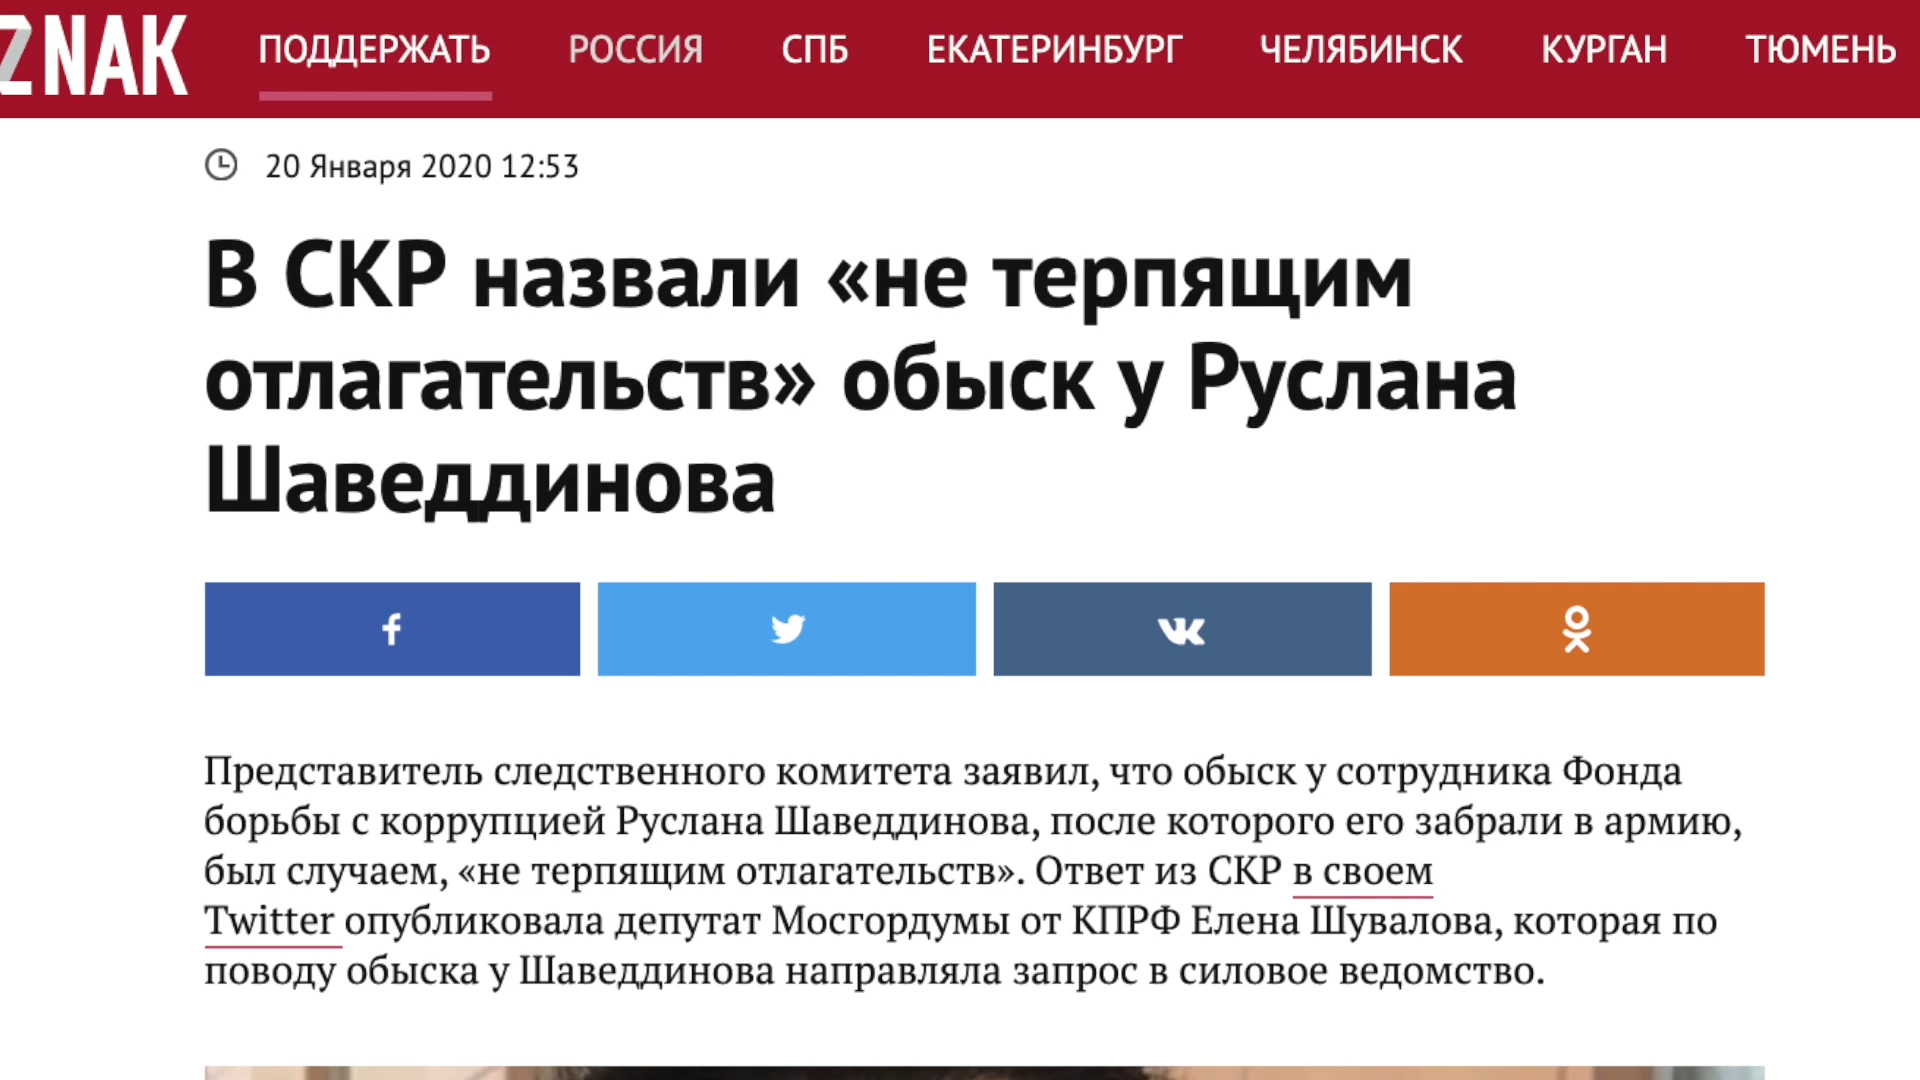 ZNAK ПОДДЕРЖАТЬ РОССИЯ СПБ ЕКАТЕРИНБУРГ ЧЕЛЯБИНСК КУРГАН ТЮМЕНЬ
20 Января 2020 12:53
В СКР назвали «не терпящим
отлагательств» обыск у Руслана
Шаведдинова
Представитель следственного комитета заявил, что обыск у сотрудника Фонда
борьбы с коррупцией Руслана Шаведдинова, после которого его забрали в армию,
был случаем, «не терпящим отлагательств». Ответ из СКР в своем
Twitter опубликовала депутат Мосгордумы от КПРФ Елена Шувалова, которая по
поводу обыска у Шаведдинова направляла запрос в силовое ведомство.